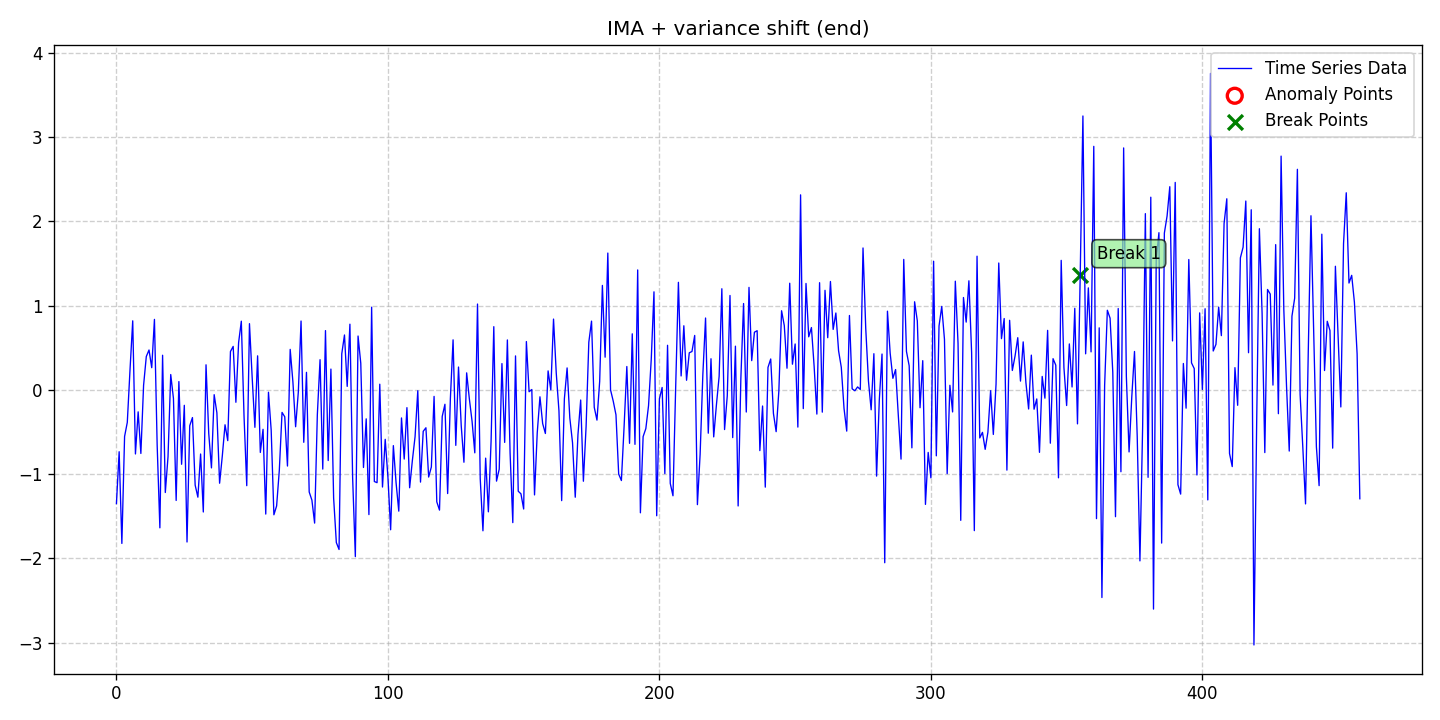 IMA + variance shift (end)
4
3
2
1
0
−1
−2
−3
0
100
200
300
400
Time Series Data
Anomaly Points
Break Points
Break 1